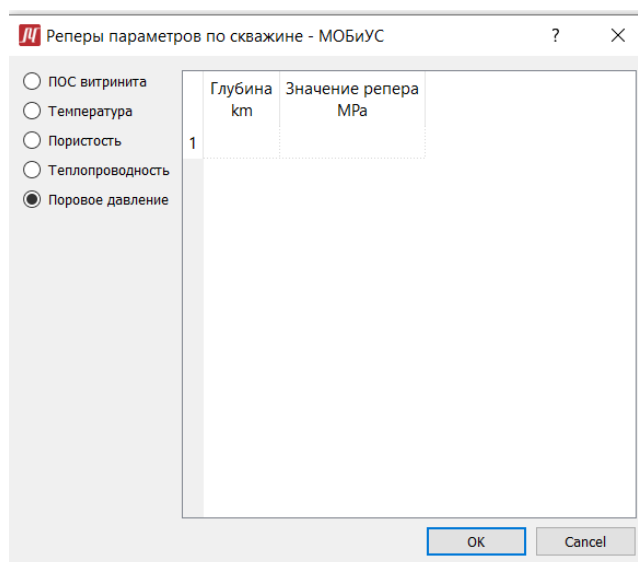 Реперы параметров по скважине - МОБиУС ? ×
ПОС витринита
Температура
Пористость
Теплопроводность
Поровое давление
Глубина Значение репера
km MPa
1
OK Cancel